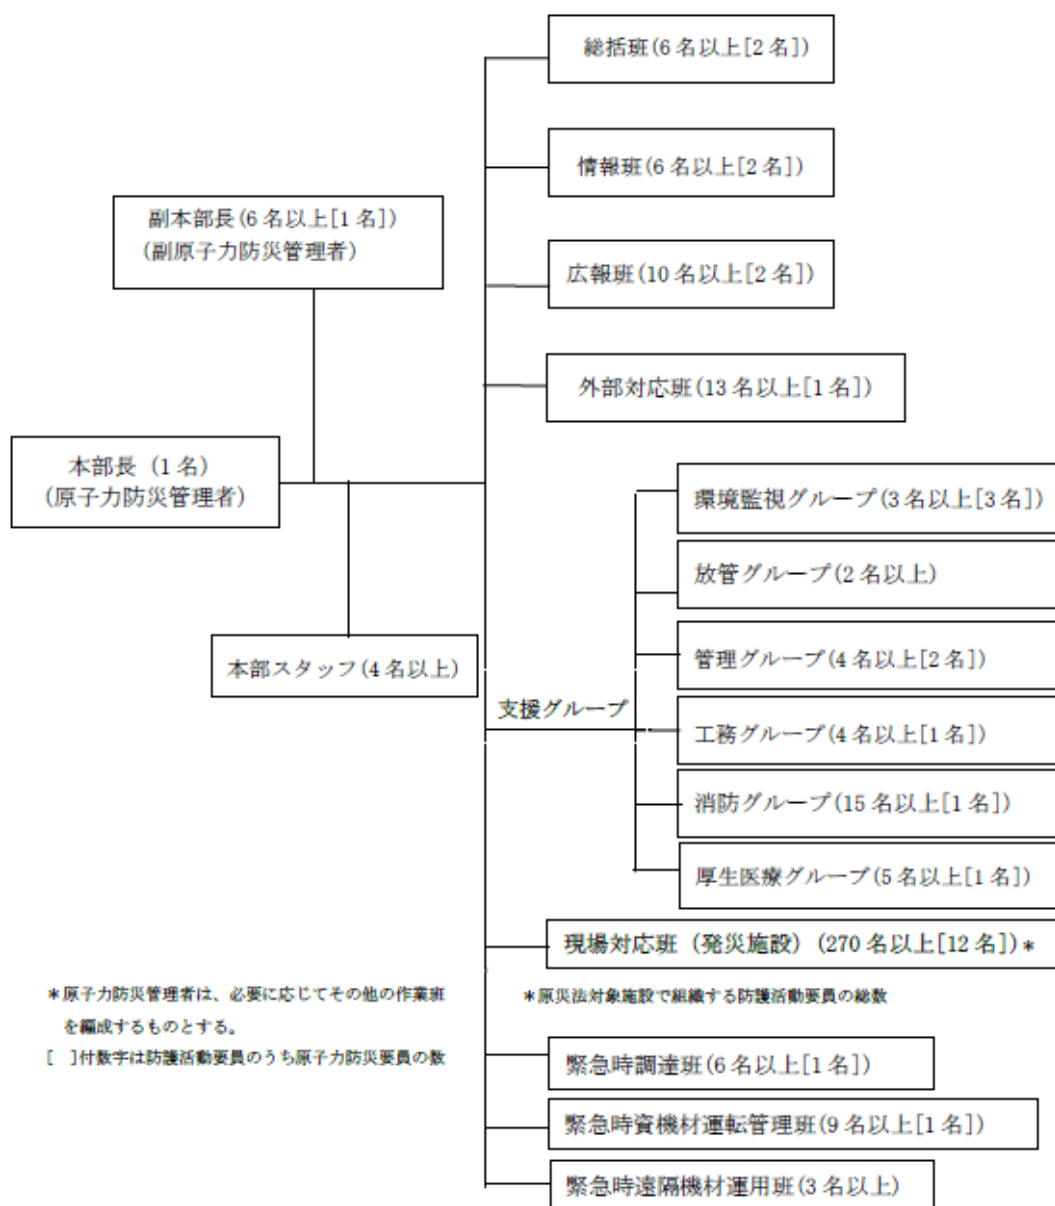 総括班(6名以上[2名])
情報班(6名以上[2名])
副本部長(6名以上[1名])
(副原子力防災管理者)
広報班(10名以上[2名])
外部対応班(13名以上[1名])
本部長（1名)
(原子力防災管理者)
環境監視グループ(3名以上[3名])
放管グループ(2名以上)
本部スタッフ(4名以上)
管理グループ(4名以上[2名])
支援グループ
工務グループ(4名以上[1名])
消防グループ(15名以上[1名])
厚生医療グループ(5名以上[1名])
現場対応班（発災施設）(270名以上[12名])*
*原子力防災管理者は、必要に応じてその他の作業班
を編成するものとする。
[　]付数字は防護活動要員のうち原子力防災要員の数
*原災法対象施設で組織する防護活動要員の総数
緊急時調達班(6名以上[1名])
緊急時資機材運転管理班(9名以上[1名])
緊急時遠隔機材運用班(3名以上)